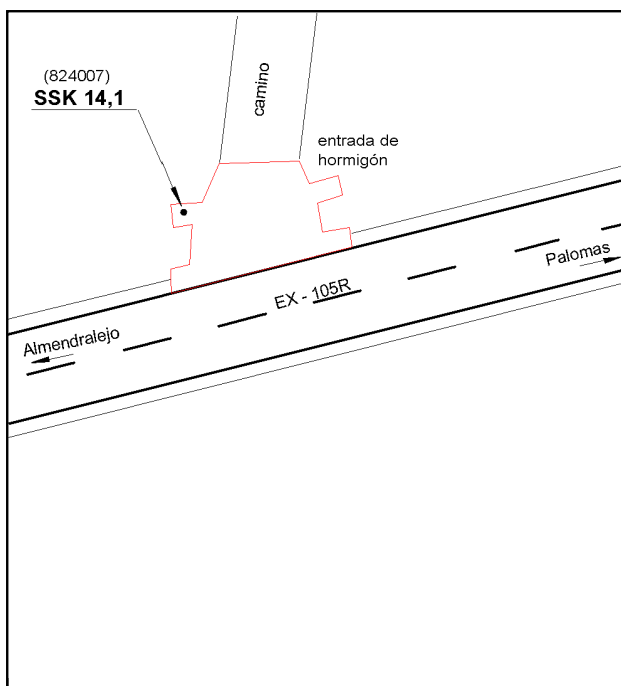 (824007)
SSK 14,1
camino
entrada de
hormigón
Palomas
EX - 105R
Almendralejo